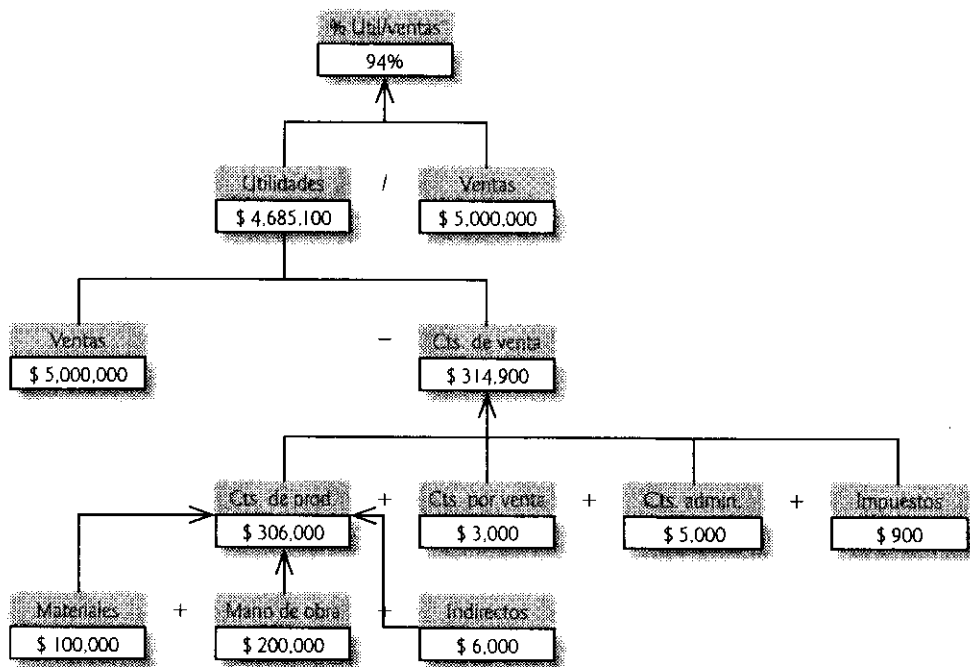 % Util/ventas
94%
Utilidades / Ventas
$ 4,685,100 $ 5,000,000
Ventas - Cts. de venta
$ 5,000,000 $ 314,900
Cts. de prod. + Cts. por venta + Cts. admin. + Impuestos
$ 306,000 $ 3,000 $ 5,000 $ 900
Materiales + Mano de obra + Indirectos
$ 100,000 $ 200,000 $ 6,000